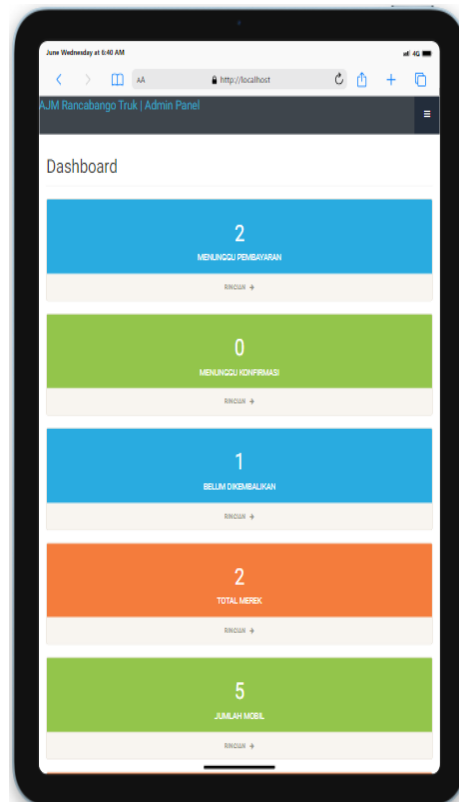 June Wednesday at 6:40 AM
4G
AA http://localhost
AJM Rancabango Truk | Admin Panel
Dashboard
2
MENUNGGU PEMBAYARAN
RINCIAN
0
MENUNGGU KONFIRMASI
RINCIAN
1
BELUM DIKEMBALIKAN
RINCIAN
2
TOTAL MEREK
RINCIAN
5
JUMLAH MOBIL
RINCIAN